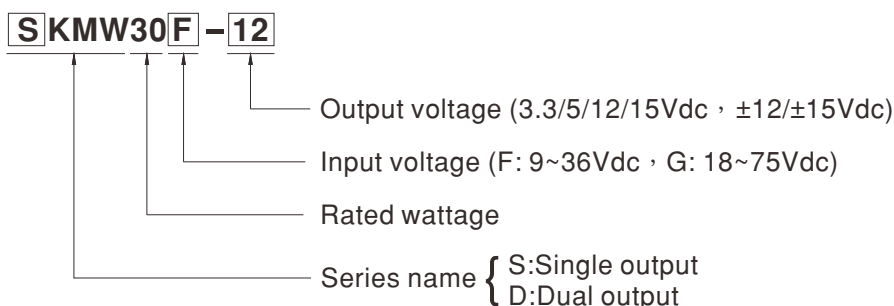 SKMW30F-12
Output voltage (3.3/5/12/15Vdc，±12/±15Vdc)
Input voltage (F: 9~36Vdc，G: 18~75Vdc)
Rated wattage
Series name { S:Single output
D:Dual output